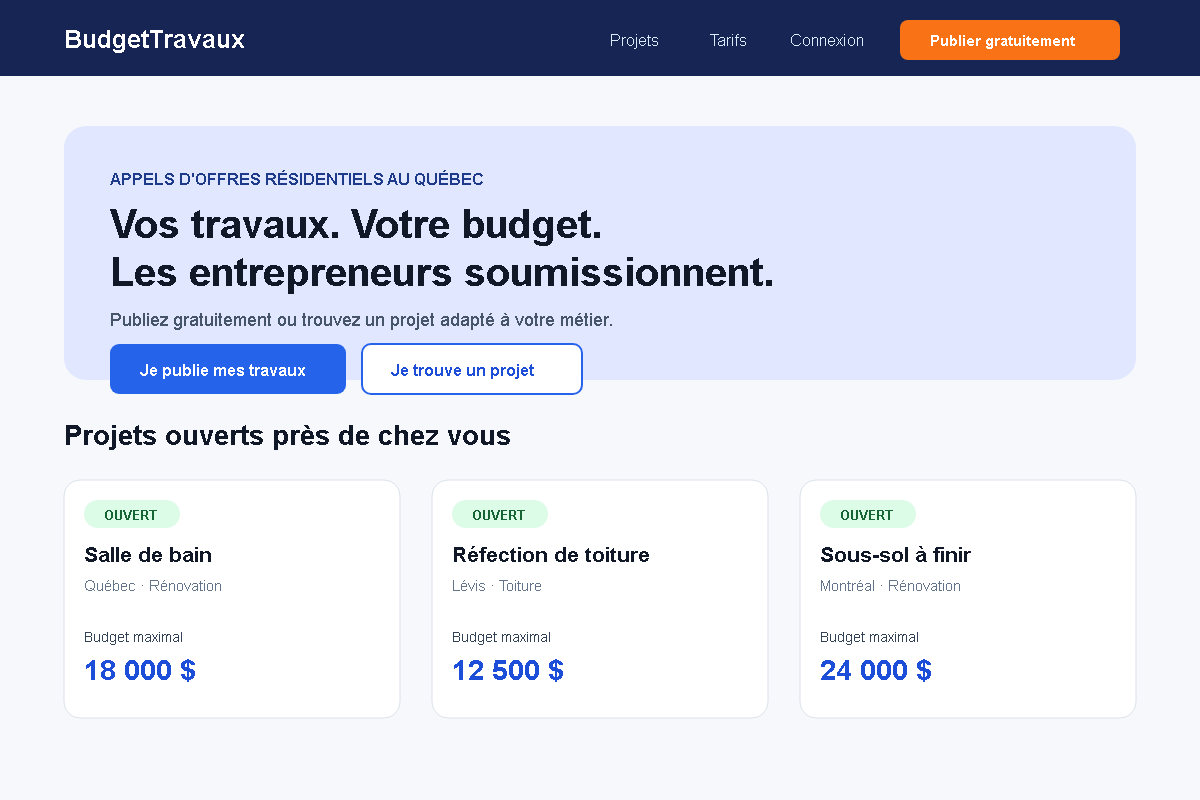 BudgetTravaux
Projets
Tarifs
Connexion
Publier gratuitement
APPELS D'OFFRES RÉSIDENTIELS AU QUÉBEC
Vos travaux. Votre budget.
Les entrepreneurs soumissionnent.
Publiez gratuitement ou trouvez un projet adapté à votre métier.
Je publie mes travaux
Je trouve un projet
Projets ouverts près de chez vous
OUVERT
Salle de bain
Québec · Rénovation
Budget maximal
18 000 $
OUVERT
Réfection de toiture
Lévis · Toiture
Budget maximal
12 500 $
OUVERT
Sous-sol à finir
Montréal · Rénovation
Budget maximal
24 000 $